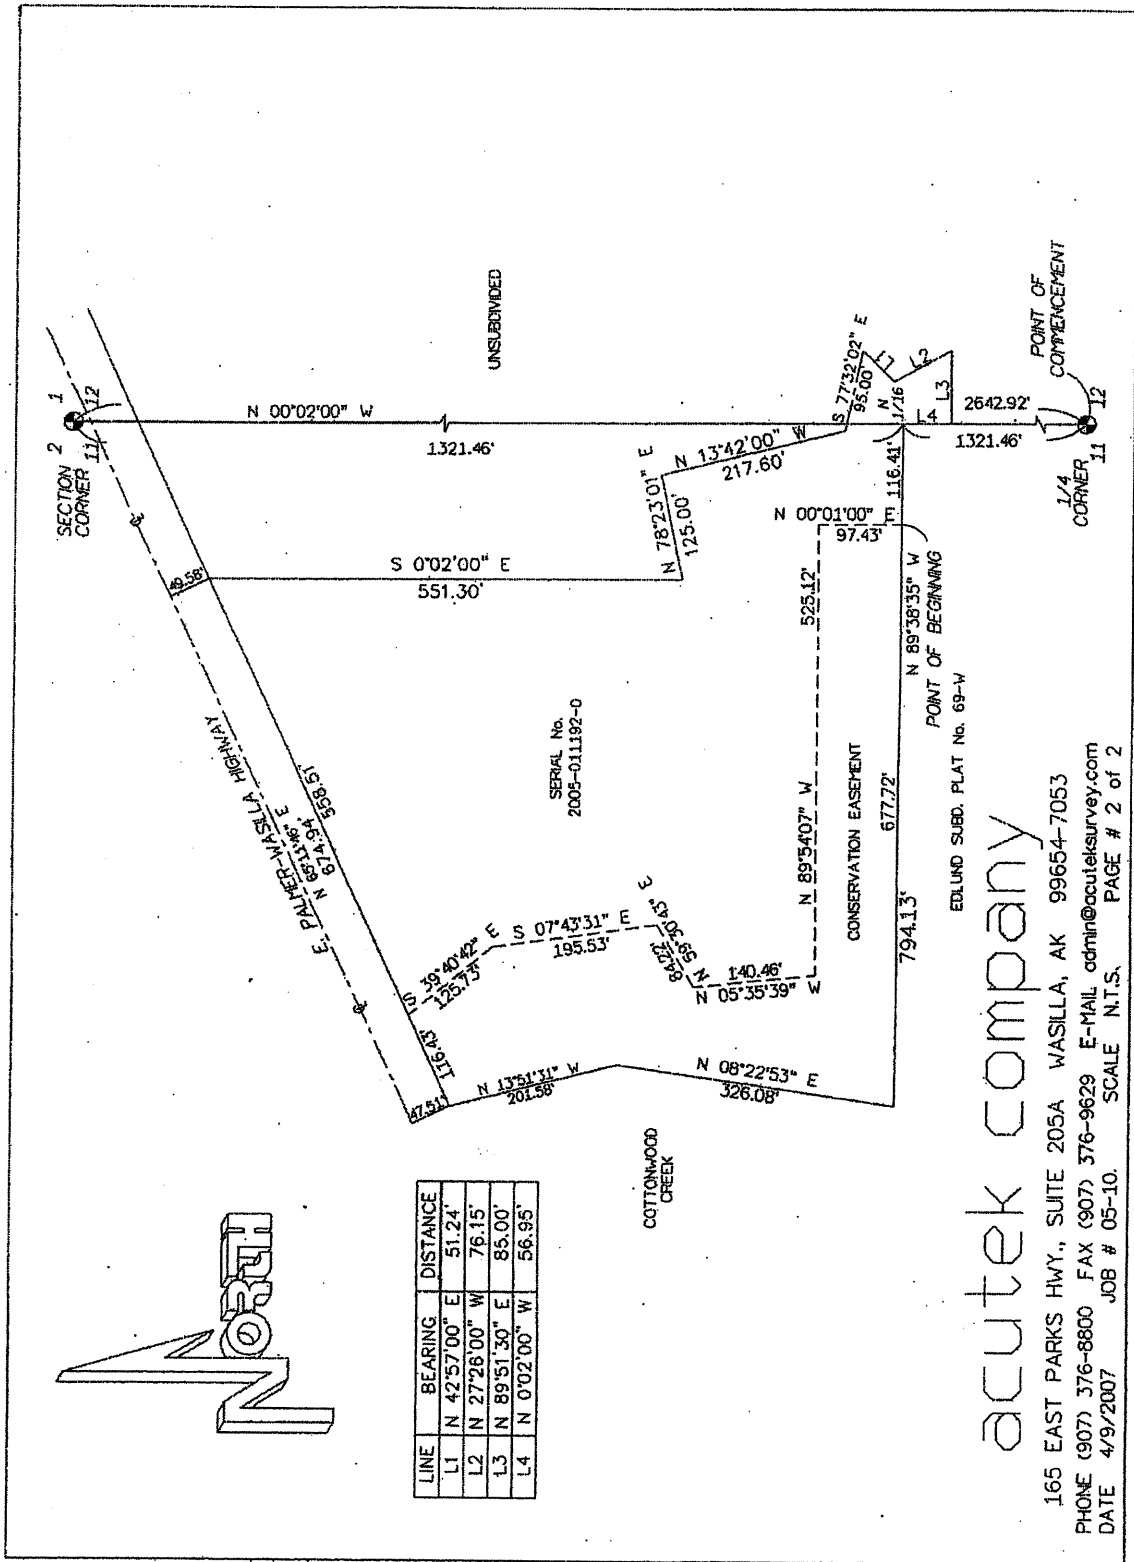 NORTH
LINE BEARING DISTANCE
L1 N 42°57'00" E 51.24'
L2 N 27°26'00" W 76.15'
L3 N 89°51'30" E 85.00'
L4 N 0°02'00" W 56.95'
SECTION
CORNER
2 1
11 12
49.58'
E. PALMER-WASILLA HIGHWAY
N 65°13'46" E
674.94'
558.51'
116.43'
47.51'
N 00°02'00" W
1321.46'
UNSUBDIVIDED
S 0°02'00" E
551.30'
N 78°23'01" E
125.00'
N 13°42'00" W
217.60'
S 77°32'02" E
95.00'
L1
L2
L3
L4
N
1/16
2642.92'
1321.46'
POINT OF
COMMENCEMENT
1/4
CORNER
11 12
116.41'
N 00°01'00" E
97.43'
525.12'
N 89°54'07" W
N 89°38'35" W
POINT OF BEGINNING
SERIAL No.
2005-011192-0
S 39°40'42" E
125.73'
S 07°43'31" E
195.53'
N 59°30'43" E
84.22'
140.46'
N 05°35'39" W
CONSERVATION EASEMENT
677.72'
794.13'
N 13°51'31" W
201.58'
N 08°22'53" E
326.08'
COTTONWOOD
CREEK
EDLUND SUBD. PLAT No. 69-W
acutek company
165 EAST PARKS HWY., SUITE 205A WASILLA, AK 99654-7053
PHONE (907) 376-8800 FAX (907) 376-9629 E-MAIL admin@acuteksurvey.com
DATE 4/9/2007 JOB # 05-10. SCALE N.T.S. PAGE # 2 of 2